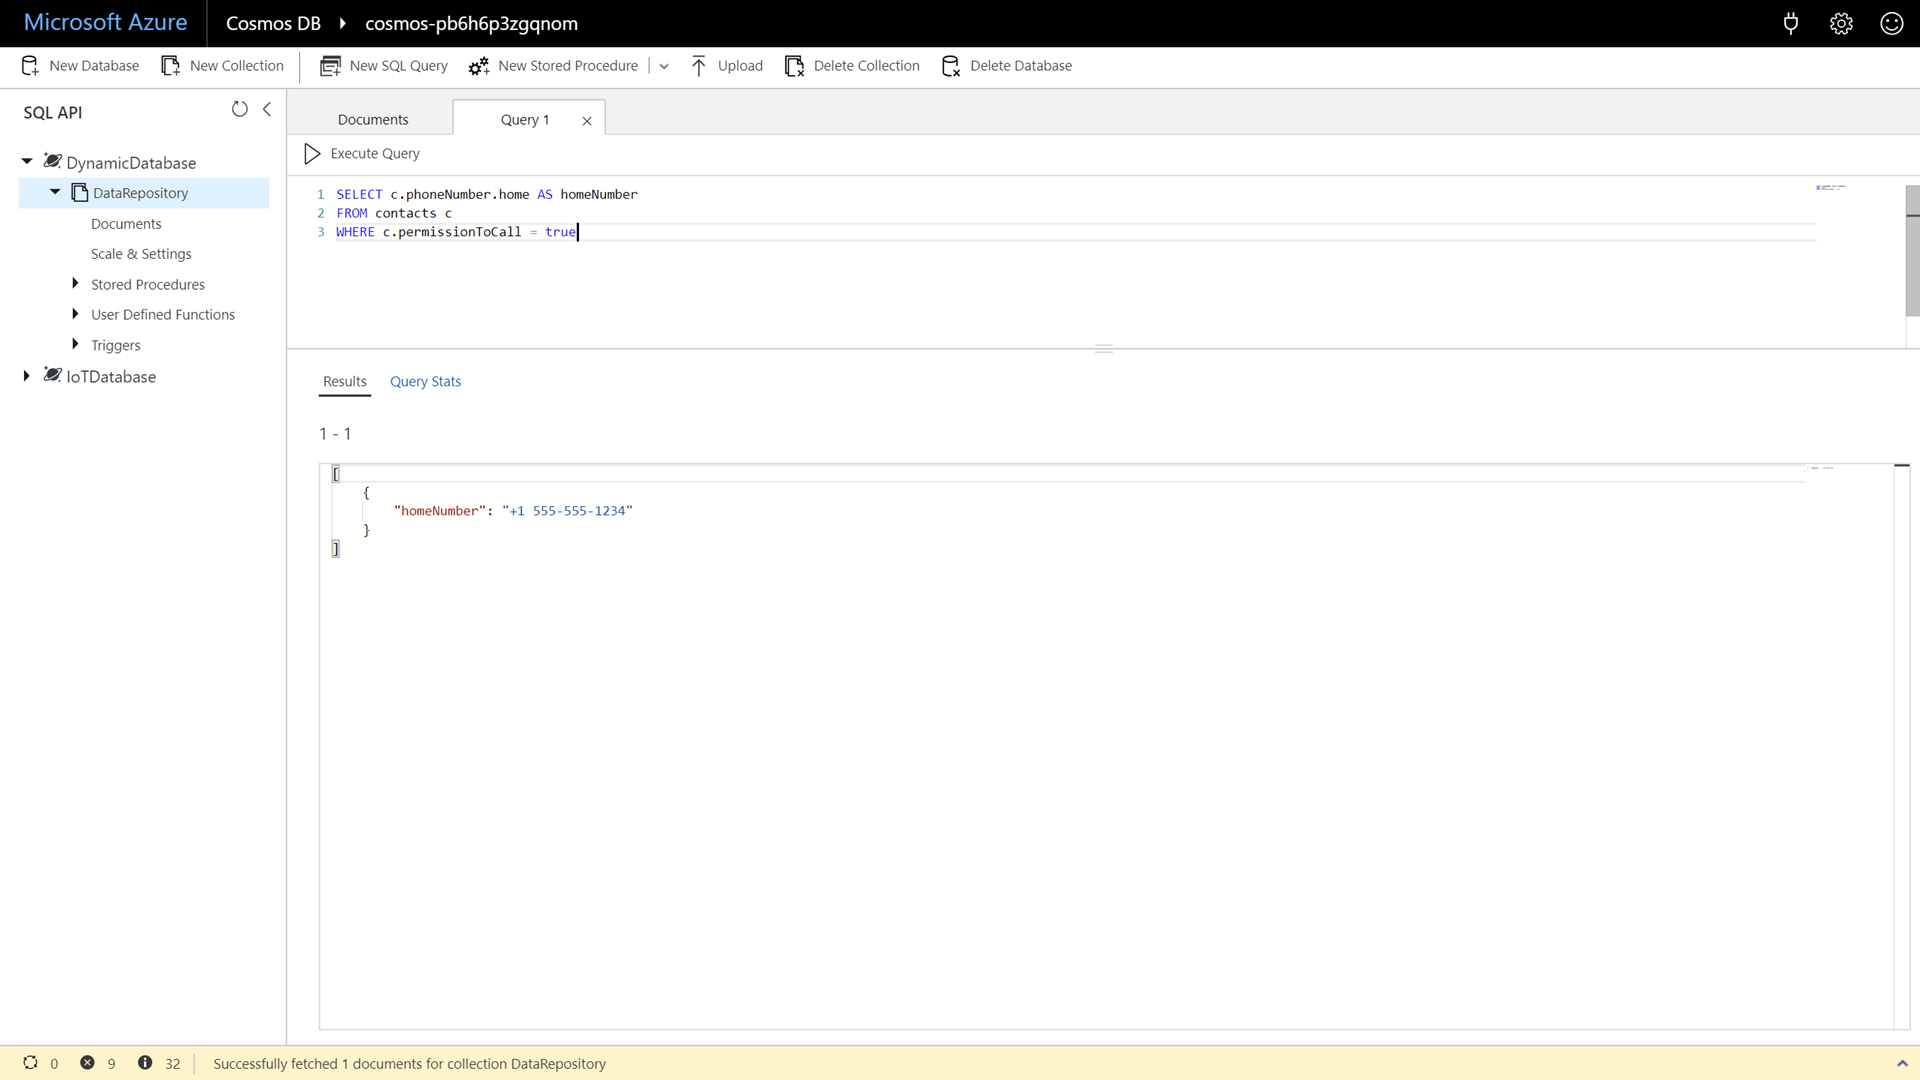 Microsoft Azure
Cosmos DB
cosmos-pb6h6p3zgqnom
New Database
New Collection
New SQL Query
New Stored Procedure
Upload
Delete Collection
Delete Database
SQL API
DynamicDatabase
DataRepository
Documents
Scale & Settings
Stored Procedures
User Defined Functions
Triggers
IoTDatabase
Documents
Query 1
Execute Query
1 SELECT c.phoneNumber.home AS homeNumber
2 FROM contacts c
3 WHERE c.permissionToCall = true
Results
Query Stats
1 - 1
[
{
"homeNumber": "+1 555-555-1234"
}
]
0
9
32
Successfully fetched 1 documents for collection DataRepository